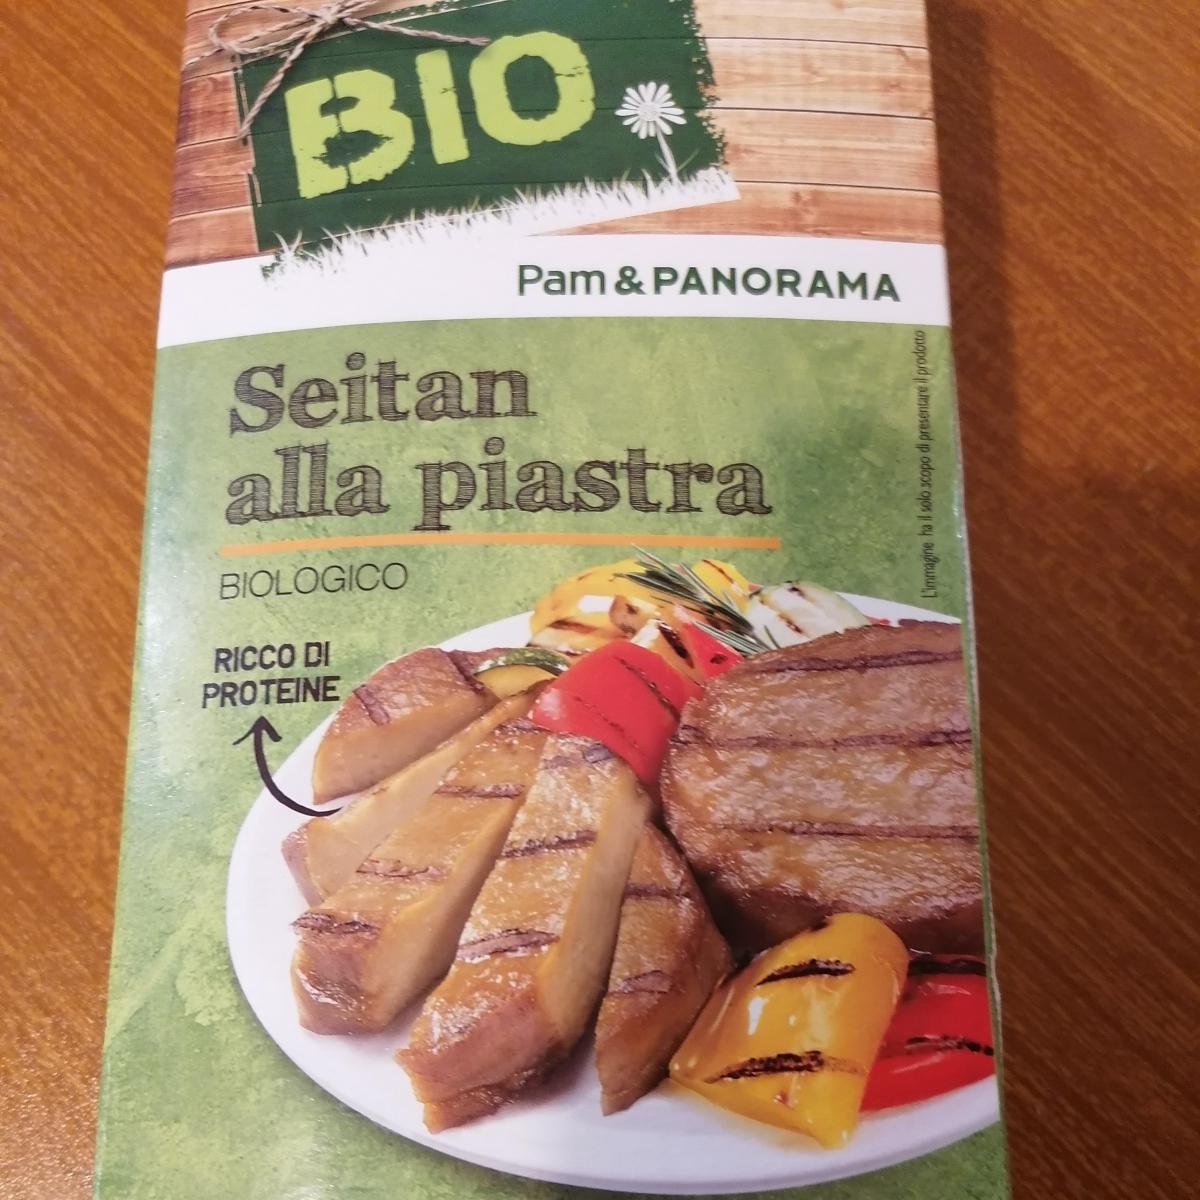 BIO
Pam & PANORAMA
Seitan
alla piastra
BIOLOGICO
RICCO DI
PROTEINE
L'immagine ha il solo scopo di presentare il prodotto